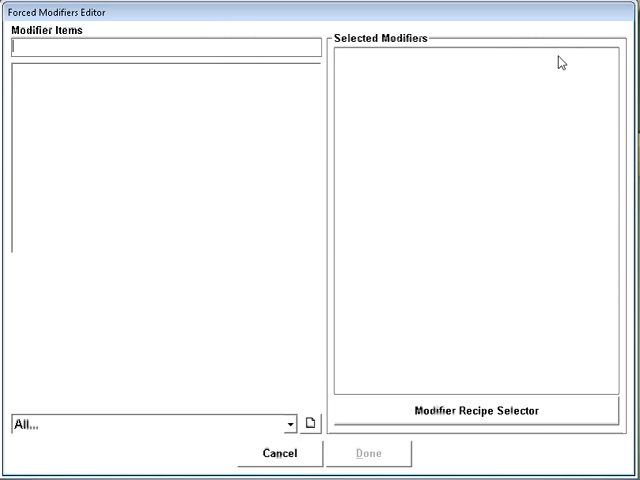 Forced Modifiers Editor
Modifier Items
Selected Modifiers
All...
Modifier Recipe Selector
Cancel
Done